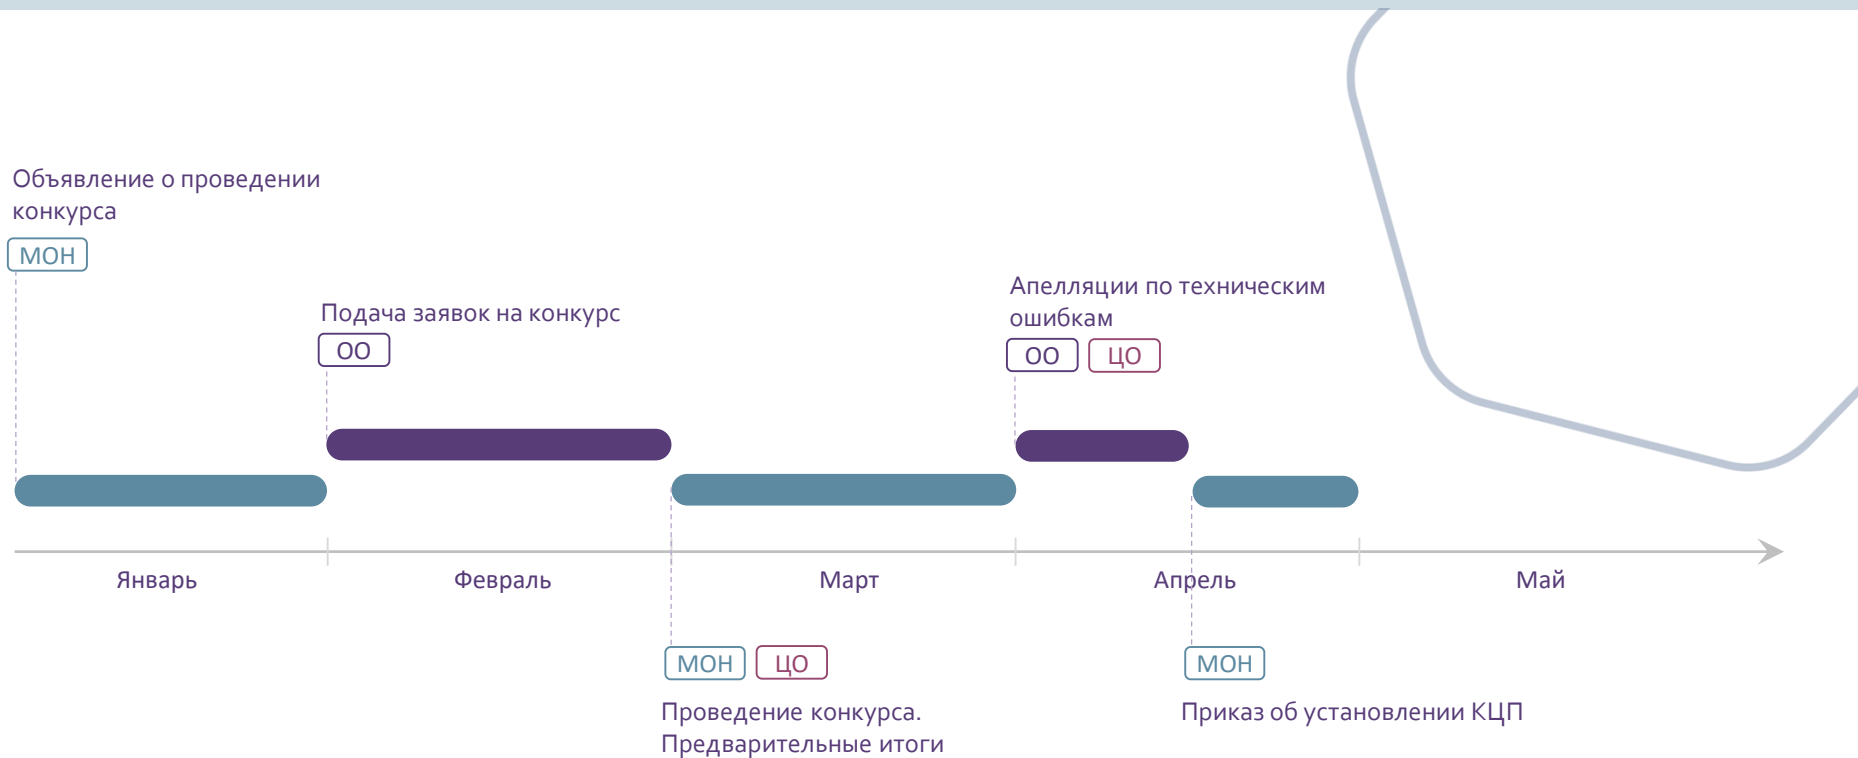 Объявление о проведении
конкурса
МОН
Подача заявок на конкурс
ОО
Апелляции по техническим
ошибкам
ОО ЦО
Январь Февраль Март Апрель Май
МОН ЦО
Проведение конкурса.
Предварительные итоги
МОН
Приказ об установлении КЦП